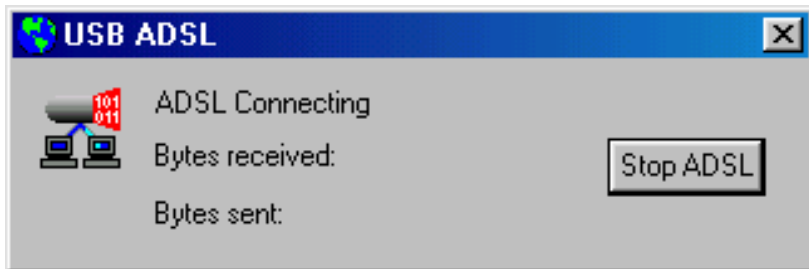 USB ADSL
101
011
ADSL Connecting
Bytes received:
Stop ADSL
Bytes sent: